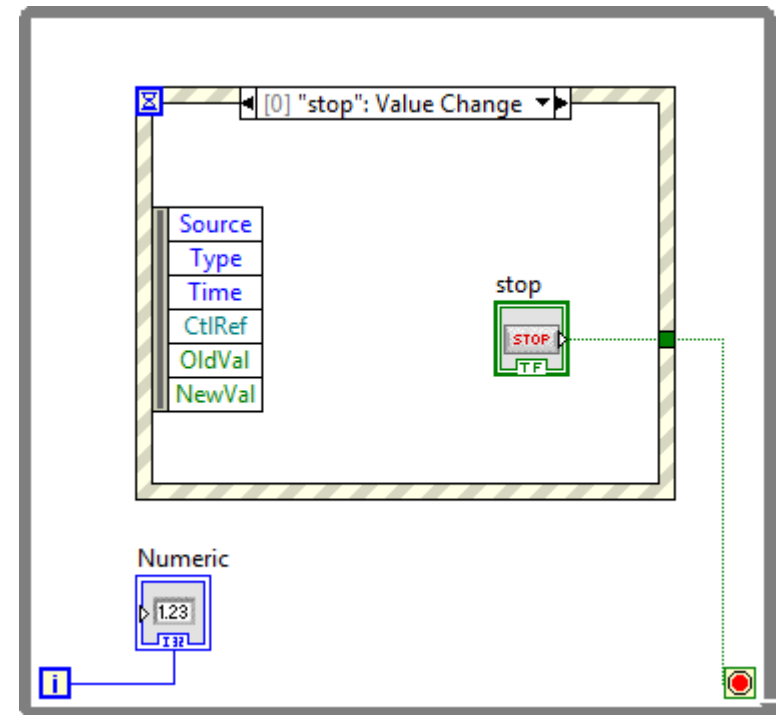 [0] "stop": Value Change
Source
Type
Time
CtlRef
OldVal
NewVal
stop
STOP
TF
Numeric
1.23
I32
i